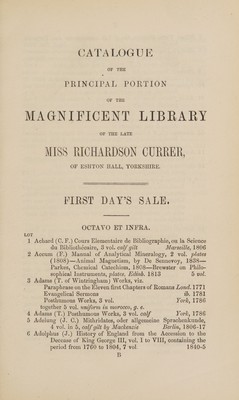 CATALOGUE
OF THE
PRINCIPAL PORTION
OF THE
MAGNIFICENT LIBRARY
OF THE LATE
MISS RICHARDSON CURRER,
OF ESHTON HALL, YORKSHIRE.
FIRST DAY'S SALE.
OCTAVO ET INFRA.
LOT
1 Achard (C. F.) Cours Elementaire de Bibliographie, ou la Science
du Bibliothécaire, 3 vol. calf gilt Marseille, 1806
2 Accum (F.) Manual of Analytical Mineralogy, 2 vol. plates
(1808)—Animal Magnetism, by De Sennevoy, 1838—
Parkes, Chemical Catechism, 1808—Brewster on Philo-
sophical Instruments, plates, Edinb. 1813 5 vol.
3 Adams (T. of Wintringham) Works, viz.
Paraphrase on the Eleven first Chapters of Romans Lond. 1771
Evangelical Sermons ib. 1781
Posthumous Works, 3 vol. York, 1786
together 5 vol. uniform in morocco, g. e.
4 Adams (T.) Posthumous Works, 3 vol. calf York, 1786
5 Adelung (J. C.) Mithridates, oder allgemeine Sprachenkunde,
4 vol. in 5, calf gilt by Mackenzie Berlin, 1806-17
6 Adolphus (J.) History of England from the Accession to the
Decease of King George III, vol. I to VIII, containing the
period from 1760 to 1804, 7 vol 1840-5
B